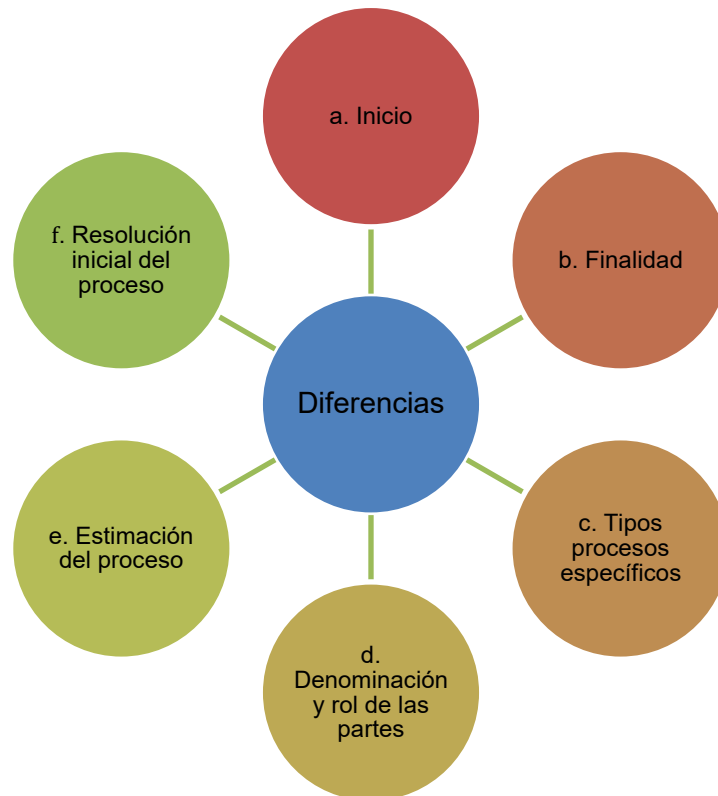 a. Inicio
b. Finalidad
c. Tipos
procesos
específicos
d.
Denominación
y rol de las
partes
e. Estimación
del proceso
f. Resolución
inicial del
proceso
Diferencias